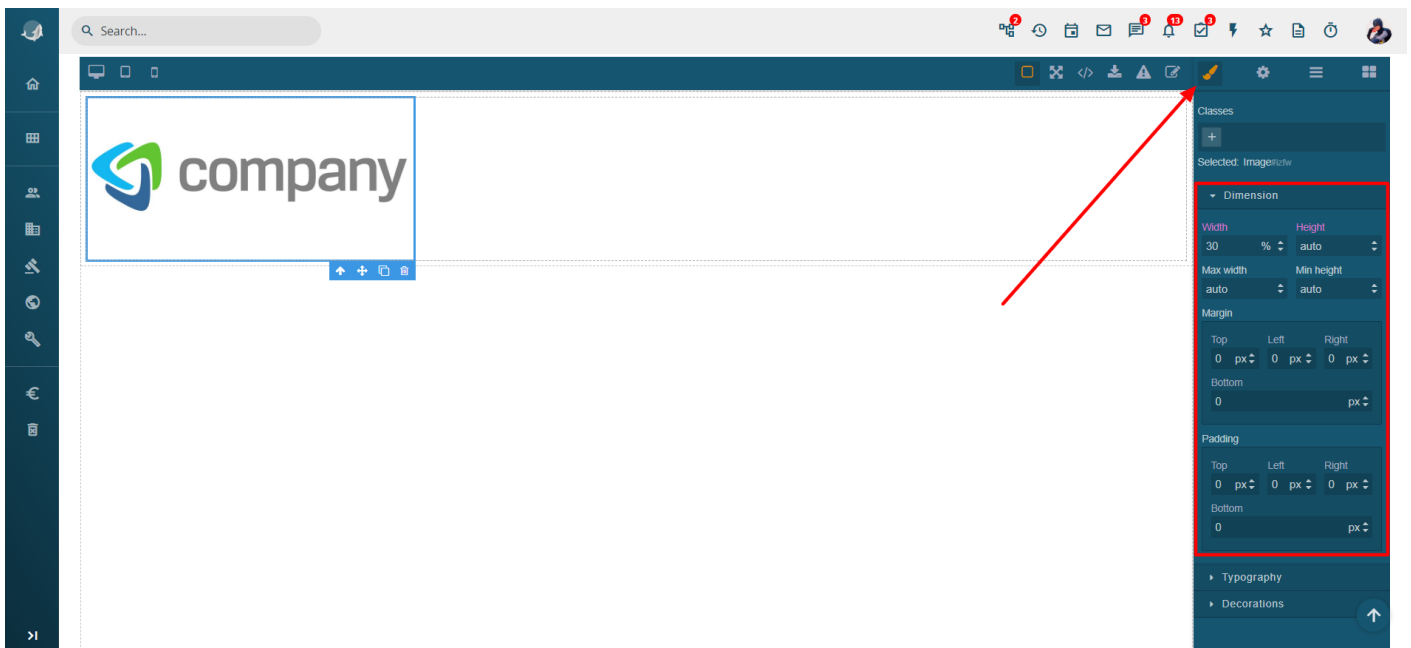 Search...
2
3
13
3
company
Classes
+
Selected: Image#izfw
Dimension
Width Height
30 % auto
Max width Min height
auto auto
Margin
Top Left Right
0 px 0 px 0 px
Bottom
0 px
Padding
Top Left Right
0 px 0 px 0 px
Bottom
0 px
Typography
Decorations